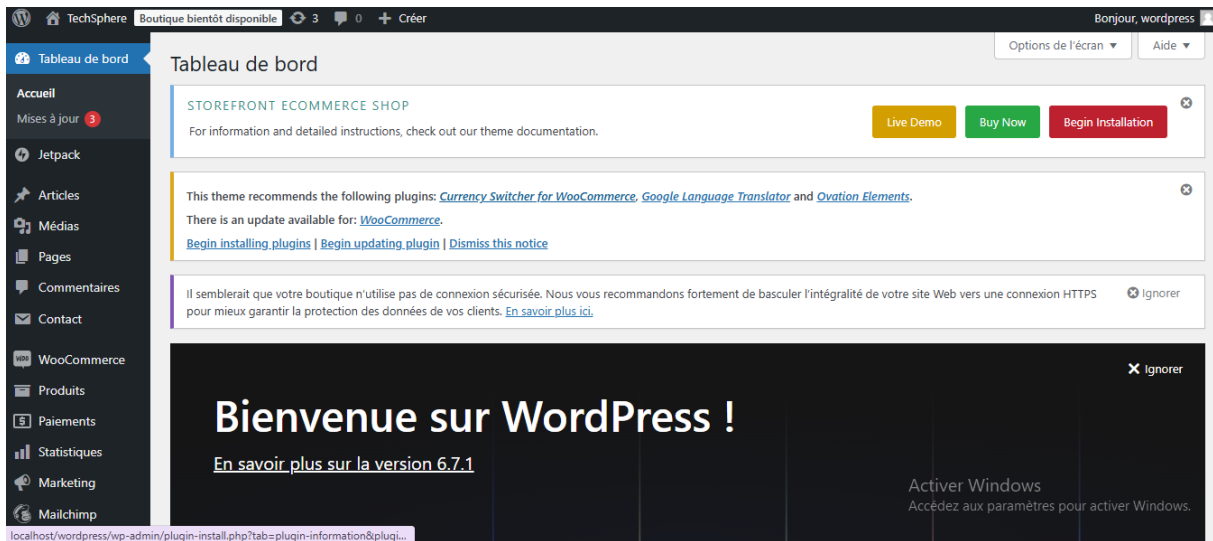 TechSphere Boutique bientôt disponible 3 0 Créer Bonjour, wordpress
Options de l'écran Aide
Tableau de bord
Accueil
Mises à jour 3
Jetpack
Articles
Médias
Pages
Commentaires
Contact
WooCommerce
Produits
Paiements
Statistiques
Marketing
Mailchimp
Tableau de bord
STOREFRONT ECOMMERCE SHOP
For information and detailed instructions, check out our theme documentation.
Live Demo Buy Now Begin Installation
This theme recommends the following plugins: Currency Switcher for WooCommerce, Google Language Translator and Ovation Elements.
There is an update available for: WooCommerce.
Begin installing plugins | Begin updating plugin | Dismiss this notice
Il semblerait que votre boutique n'utilise pas de connexion sécurisée. Nous vous recommandons fortement de basculer l'intégralité de votre site Web vers une connexion HTTPS
pour mieux garantir la protection des données de vos clients. En savoir plus ici.
Ignorer
Ignorer
Bienvenue sur WordPress !
En savoir plus sur la version 6.7.1
Activer Windows
Accédez aux paramètres pour activer Windows.
localhost/wordpress/wp-admin/plugin-install.php?tab=plugin-information&plugi...